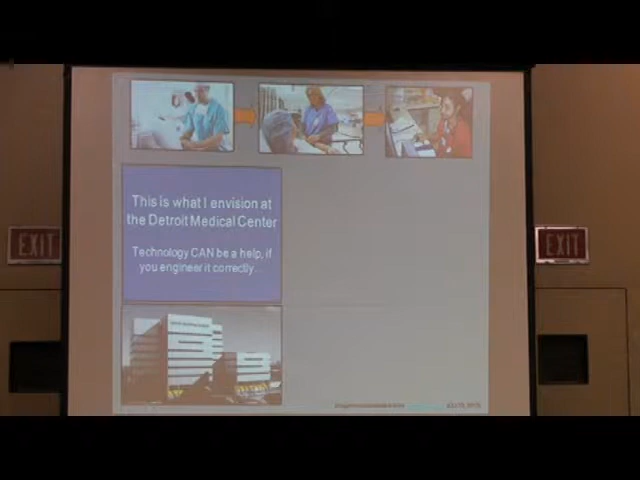 EXIT
This is what I envision at
the Detroit Medical Center
Technology CAN be a help, if
you engineer it correctly...
EXIT